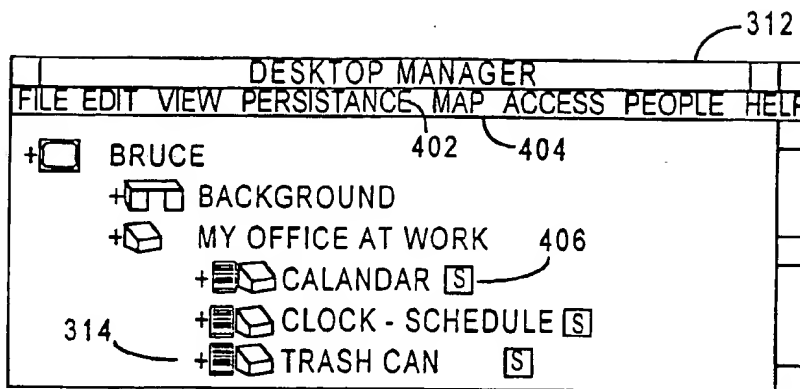 312
DESKTOP MANAGER
FILE EDIT VIEW PERSISTANCE MAP ACCESS PEOPLE HELP
402 404
+ BRUCE
+ BACKGROUND
+ MY OFFICE AT WORK 406
+ CALANDAR S
+ CLOCK - SCHEDULE S
314 + TRASH CAN S